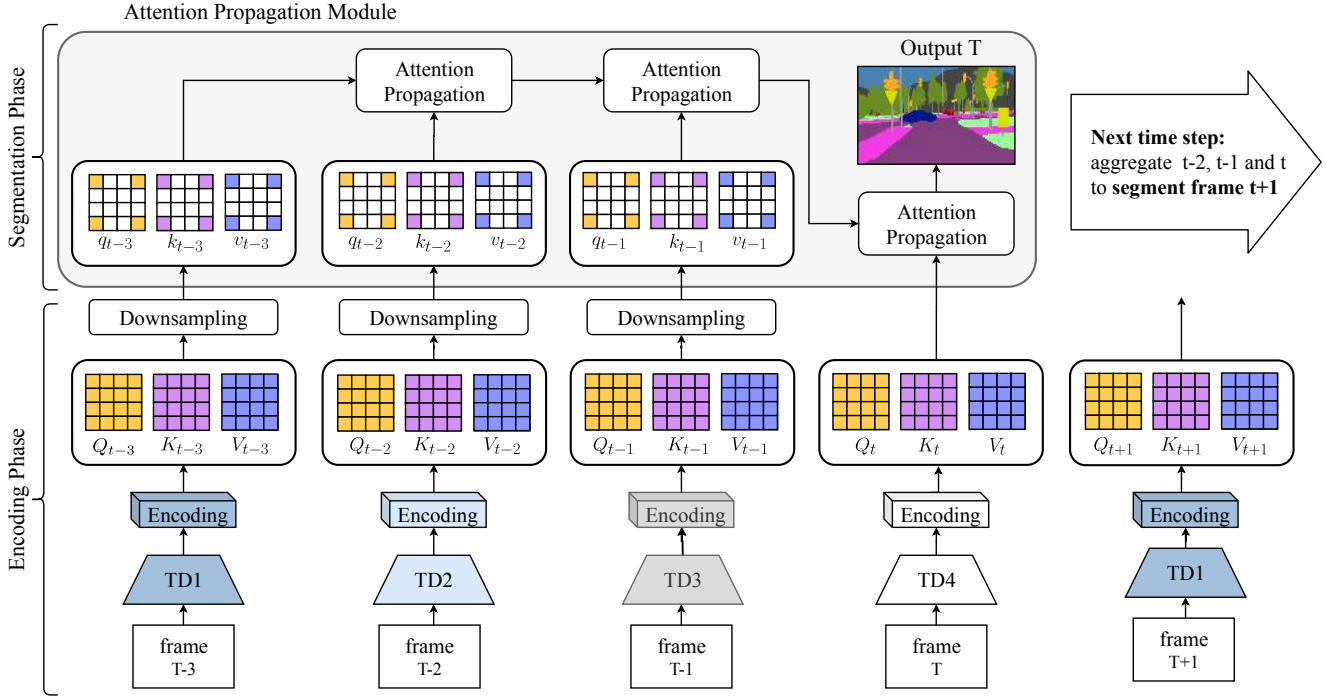 Attention Propagation Module
Segmentation Phase
Attention
Propagation
Attention
Propagation
Output T
Next time step:
aggregate t-2, t-1 and t
to segment frame t+1
q_{t-3} k_{t-3} v_{t-3}
q_{t-2} k_{t-2} v_{t-2}
q_{t-1} k_{t-1} v_{t-1}
Attention
Propagation
Encoding Phase
Downsampling
Downsampling
Downsampling
Q_{t-3} K_{t-3} V_{t-3}
Q_{t-2} K_{t-2} V_{t-2}
Q_{t-1} K_{t-1} V_{t-1}
Q_t K_t V_t
Q_{t+1} K_{t+1} V_{t+1}
Encoding
Encoding
Encoding
Encoding
Encoding
TD1
TD2
TD3
TD4
TD1
frame
T-3
frame
T-2
frame
T-1
frame
T
frame
T+1